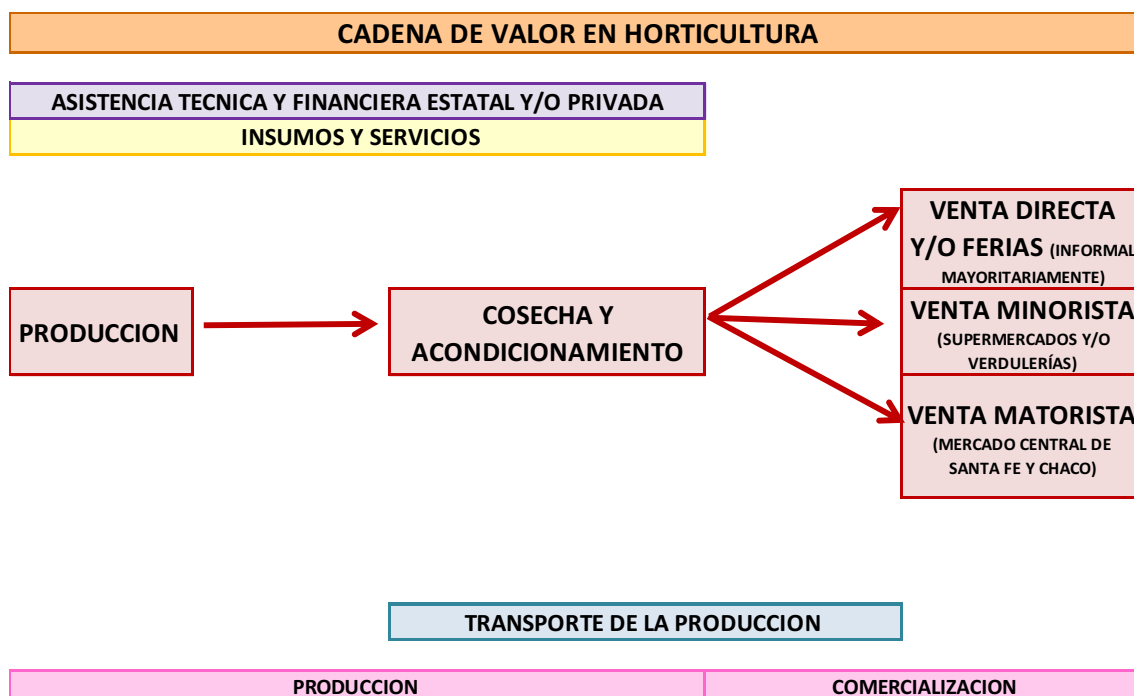 CADENA DE VALOR EN HORTICULTURA
ASISTENCIA TECNICA Y FINANCIERA ESTATAL Y/O PRIVADA
INSUMOS Y SERVICIOS
PRODUCCION
COSECHA Y
ACONDICIONAMIENTO
VENTA DIRECTA
Y/O FERIAS (INFORMAL
MAYORITARIAMENTE)
VENTA MINORISTA
(SUPERMERCADOS Y/O
VERDULERÍAS)
VENTA MATORISTA
(MERCADO CENTRAL DE
SANTA FE Y CHACO)
TRANSPORTE DE LA PRODUCCION
PRODUCCION
COMERCIALIZACION